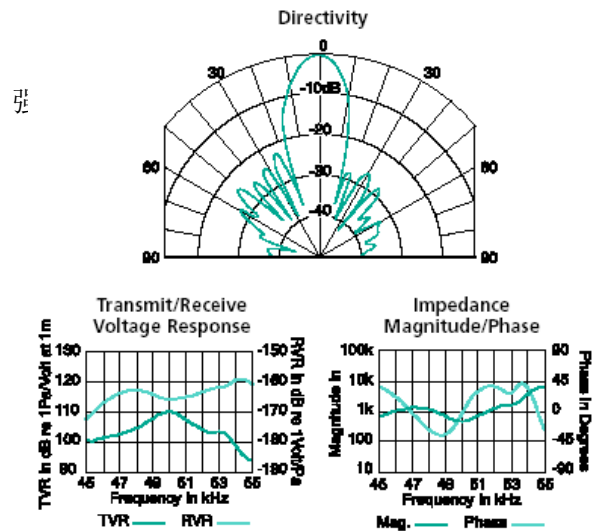 Directivity
0
30
30
-10dB
-20
-30
-40
60
60
90
90
Transmit/Receive
Voltage Response
TVR in dB re 1Pa/Volt at 1m
130
120
110
100
90
-150
-160
-170
-180
-190
RVR in dB re 1Volt/Pa
45
47
49
51
53
55
Frequency in kHz
TVR
RVR
Impedance
Magnitude/Phase
Magnitude in
100k
10k
1k
100
10
90
45
0
-45
-90
Phase in Degrees
45
47
49
51
53
55
Frequency in kHz
Mag.
Phase